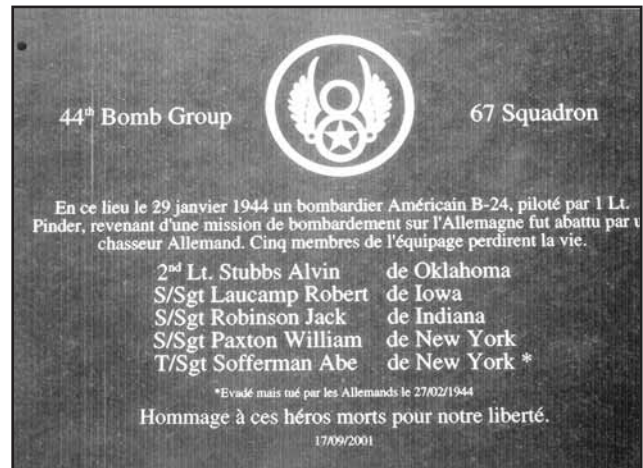 44th Bomb Group
67 Squadron
En ce lieu le 29 janvier 1944 un bombardier Américain B-24, piloté par 1 Lt.
Pinder, revenant d'une mission de bombardement sur l'Allemagne fut abattu par u
chasseur Allemand. Cinq membres de l'équipage perdirent la vie.
2nd Lt. Stubbs Alvin de Oklahoma
S/Sgt Laucamp Robert de Iowa
S/Sgt Robinson Jack de Indiana
S/Sgt Paxton William de New York
T/Sgt Sofferman Abe de New York *
*Evadé mais tué par les Allemands le 27/02/1944
Hommage à ces héros morts pour notre liberté.
17/09/2001